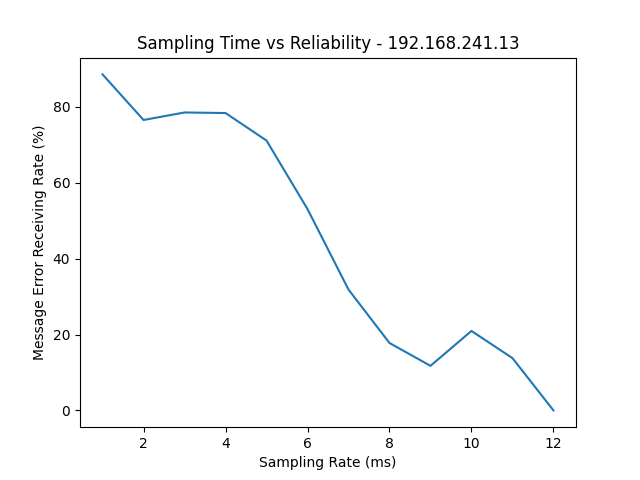 Sampling Time vs Reliability - 192.168.241.13
Message Error Receiving Rate (%)
80
60
40
20
0
2 4 6 8 10 12
Sampling Rate (ms)